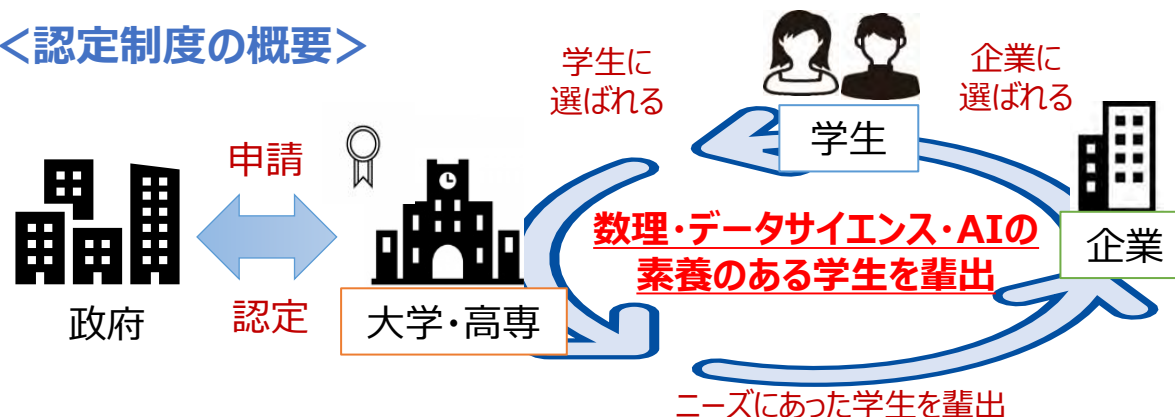 <認定制度の概要>
学生に
選ばれる
企業に
選ばれる
学生
申請
数理・データサイエンス・AIの
素養のある学生を輩出
企業
政府
認定
大学・高専
ニーズにあった学生を輩出